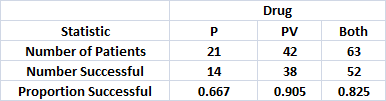 Drug
Statistic P PV Both
Number of Patients 21 42 63
Number Successful 14 38 52
Proportion Successful 0.667 0.905 0.825